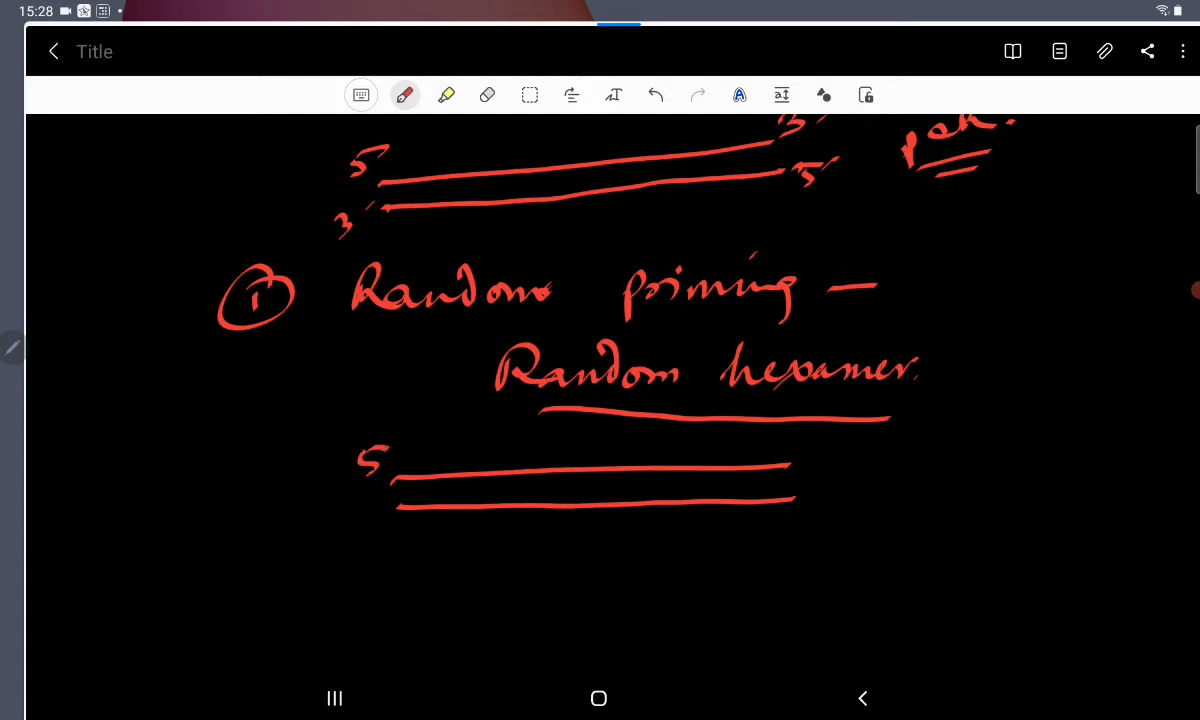 15:28
Title
3'
5'
5'
3'
① Random priming —
Random hexamer.
5